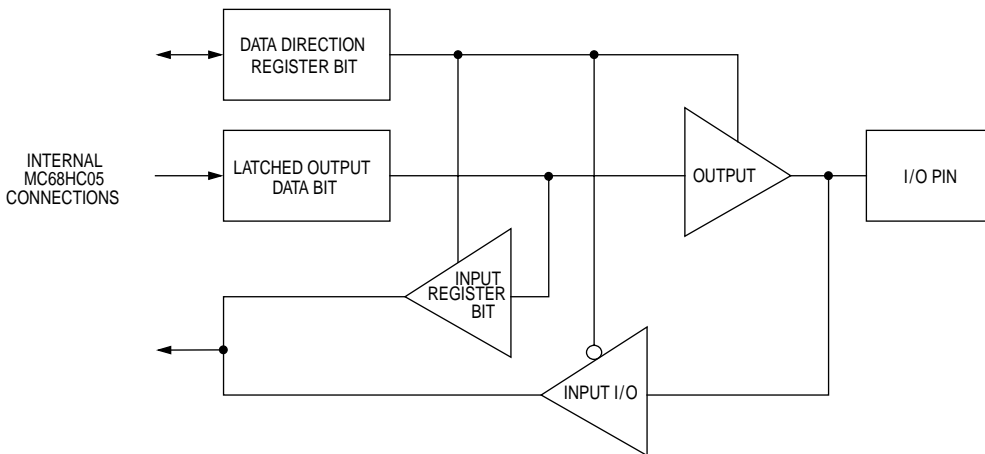 DATA DIRECTION
REGISTER BIT
INTERNAL
MC68HC05
CONNECTIONS
LATCHED OUTPUT
DATA BIT
OUTPUT
I/O PIN
INPUT
REGISTER
BIT
INPUT I/O